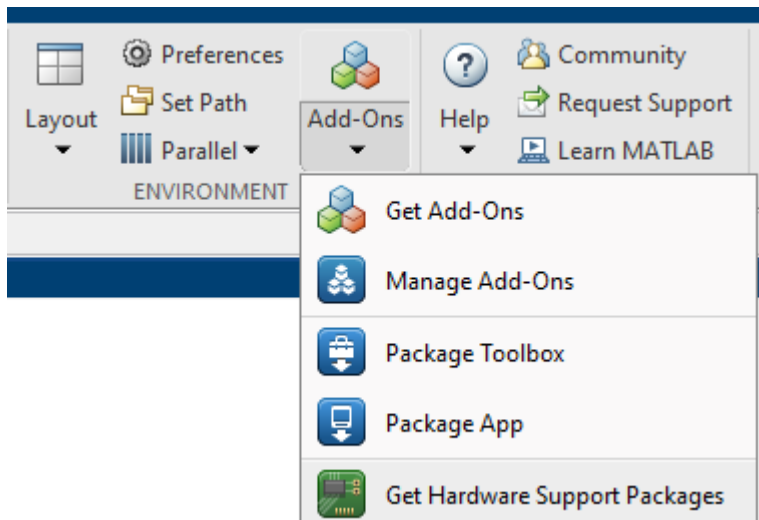 Layout
Preferences
Set Path
Parallel
ENVIRONMENT
Add-Ons
Help
Community
Request Support
Learn MATLAB
Get Add-Ons
Manage Add-Ons
Package Toolbox
Package App
Get Hardware Support Packages